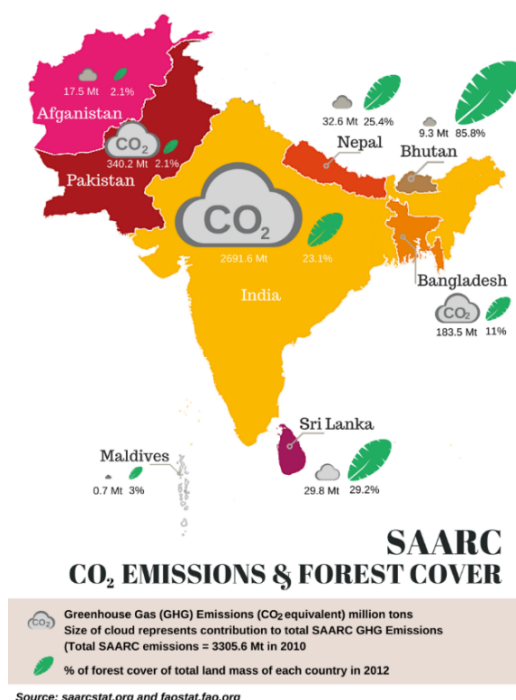 17.5 Mt 2.1%
Afganistan
CO2
340.2 Mt 2.1%
Pakistan
32.6 Mt 25.4%
Nepal
9.3 Mt 85.8%
Bhutan
CO2
2691.6 Mt 23.1%
India
Bangladesh
CO2
183.5 Mt 11%
Sri Lanka
29.8 Mt 29.2%
Maldives
0.7 Mt 3%
SAARC
CO2 EMISSIONS & FOREST COVER
CO2
Greenhouse Gas (GHG) Emissions (CO2 equivalent) million tons
Size of cloud represents contribution to total SAARC GHG Emissions
(Total SAARC emissions = 3305.6 Mt in 2010
% of forest cover of total land mass of each country in 2012
Source: saarcstat.org and faostat.fao.org